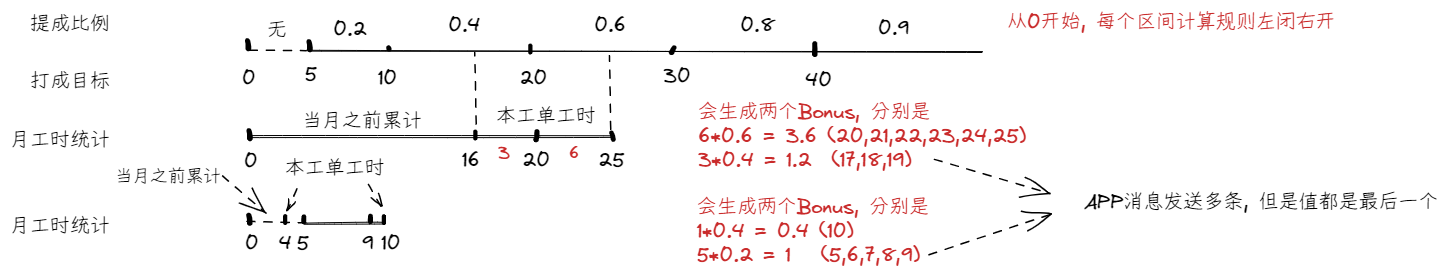 提成比例 无 0.2 0.4 0.6 0.8 0.9 从0开始, 每个区间计算规则左闭右开
打成目标 0 5 10 20 30 40
会生成两个Bonus, 分别是
当月之前累计 本工单工时
月工时统计 6*0.6 = 3.6 (20,21,22,23,24,25)
0 16 3 20 6 25 3*0.4 = 1.2 (17,18,19)
当月之前累计 本工单工时
APP消息发送多条, 但是值都是最后一个
会生成两个Bonus, 分别是
月工时统计 1*0.4 = 0.4 (10)
0 4 5 9 10 5*0.2 = 1 (5,6,7,8,9)